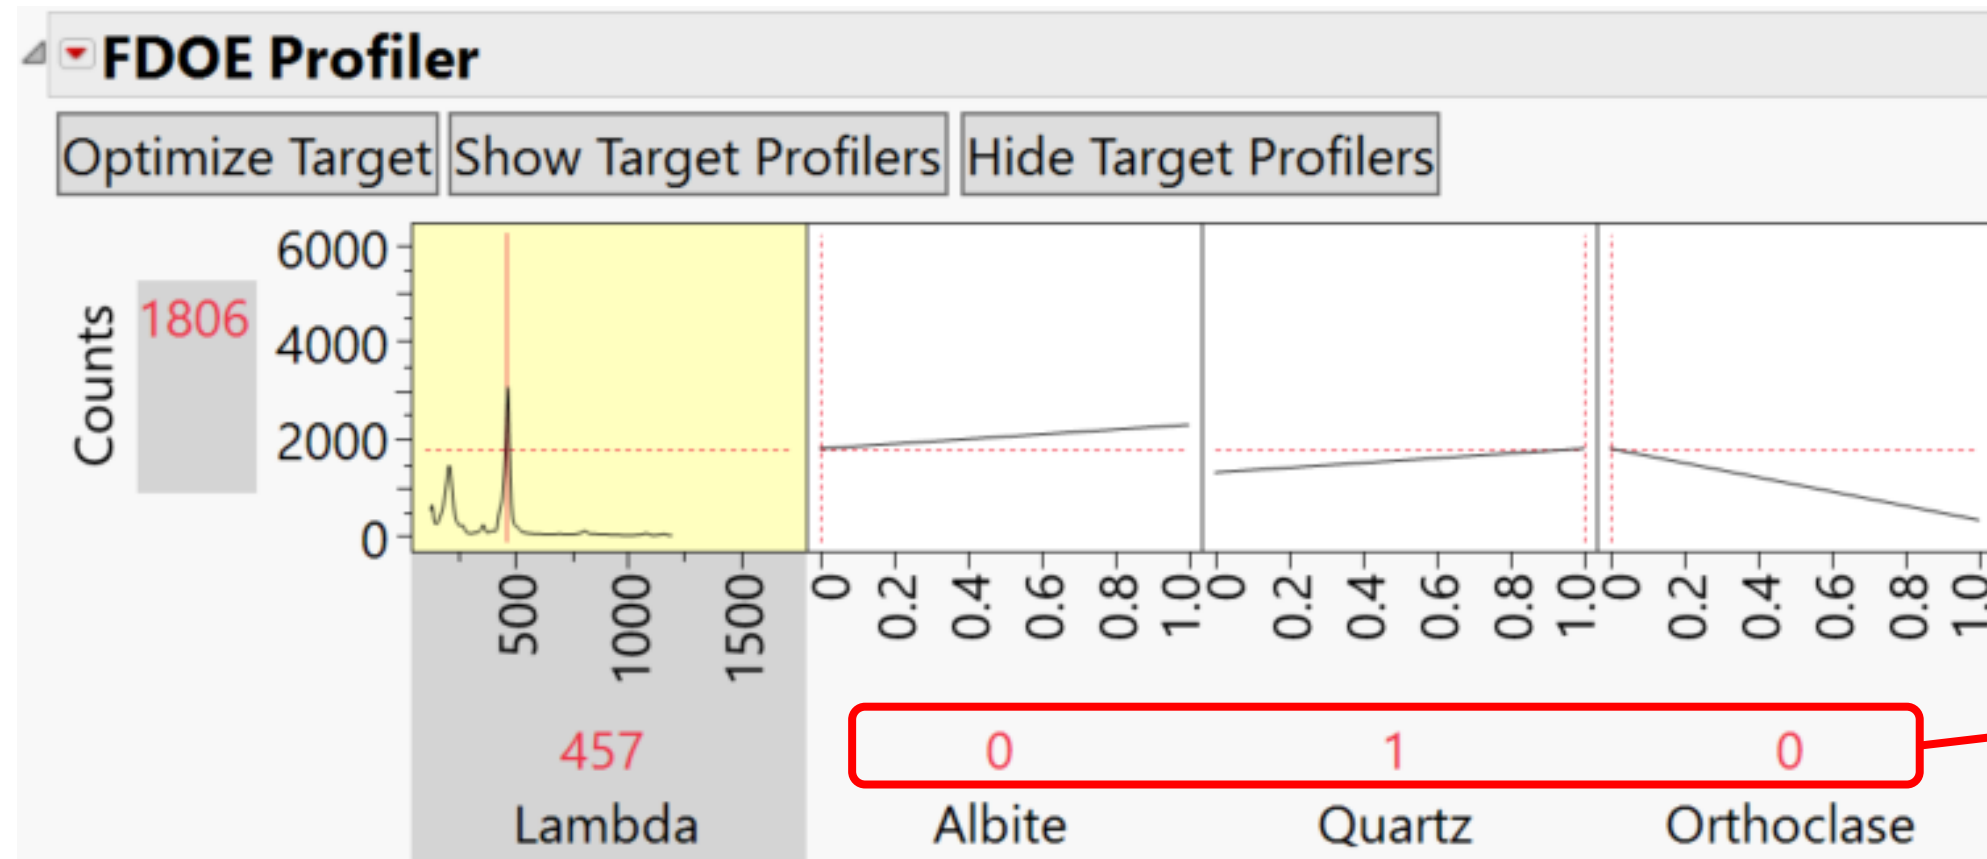 FDOE Profiler
Optimize Target Show Target Profilers Hide Target Profilers
Counts
1806
6000
4000
2000
0
500 1000 1500
0 0.2 0.4 0.6 0.8 1.0
0 0.2 0.4 0.6 0.8 1.0
0 0.2 0.4 0.6 0.8 1.0
457 0 1 0
Lambda Albite Quartz Orthoclase